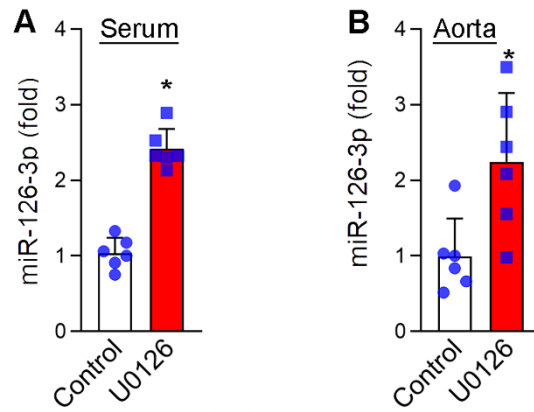 A
Serum
miR-126-3p (fold)
4
*
3
2
1
0
Control
U0126
B
Aorta
miR-126-3p (fold)
4
*
3
2
1
0
Control
U0126